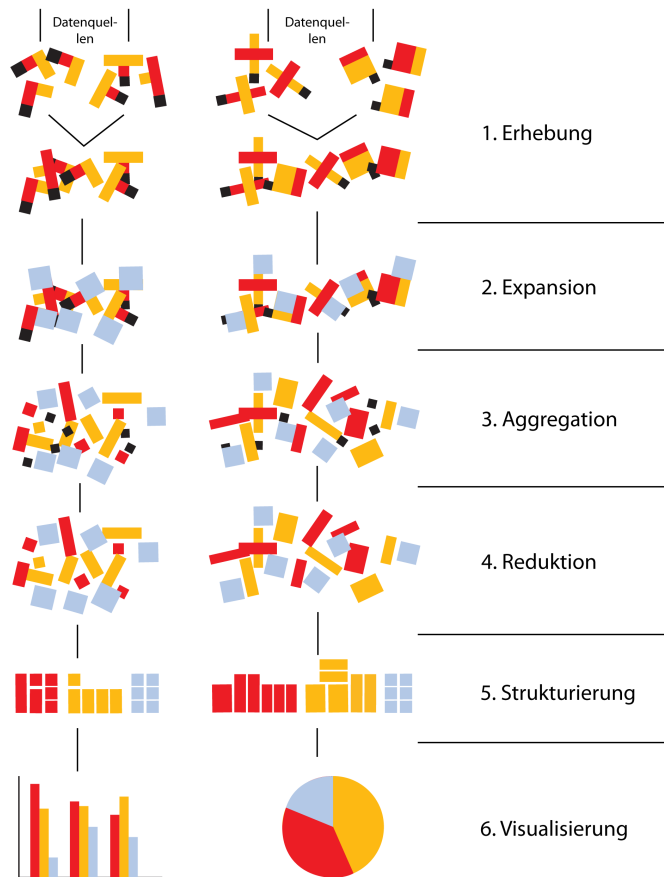 Datenquel-
len
Datenquel-
len
1. Erhebung
2. Expansion
3. Aggregation
4. Reduktion
5. Strukturierung
6. Visualisierung